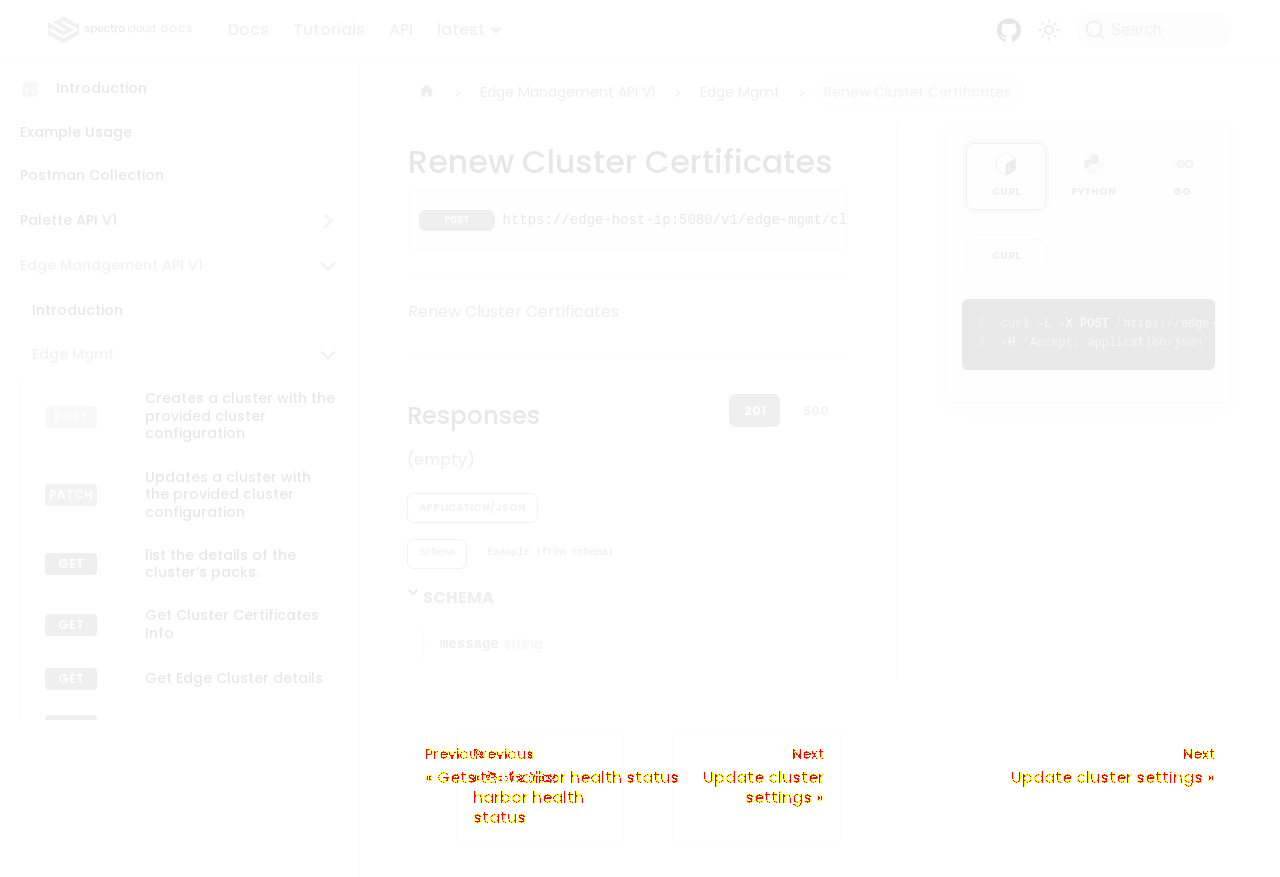 spectro cloud DOCS
Docs Tutorials API latest
Search
Introduction
Example Usage
Postman Collection
Palette API V1
Edge Management API V1
Introduction
Edge Mgmt
POST Creates a cluster with the
provided cluster
configuration
PATCH Updates a cluster with
the provided cluster
configuration
GET list the details of the
cluster's packs.
GET Get Cluster Certificates
Info
GET Get Edge Cluster details
Edge Management API V1 Edge Mgmt Renew Cluster Certificates
Renew Cluster Certificates
POST https://edge-host-ip:5080/v1/edge-mgmt/cl
Renew Cluster Certificates
Responses
201 500
(empty)
APPLICATION/JSON
Schema Example (from schema)
SCHEMA
message string
CURL PYTHON GO
CURL
1 curl -L -X POST 'https://edge-
2 -H 'Accept: application/json'
Previous
Previous
Next
Next
harbor health status
Update cluster
Update cluster settings »
harbor health
settings »
status